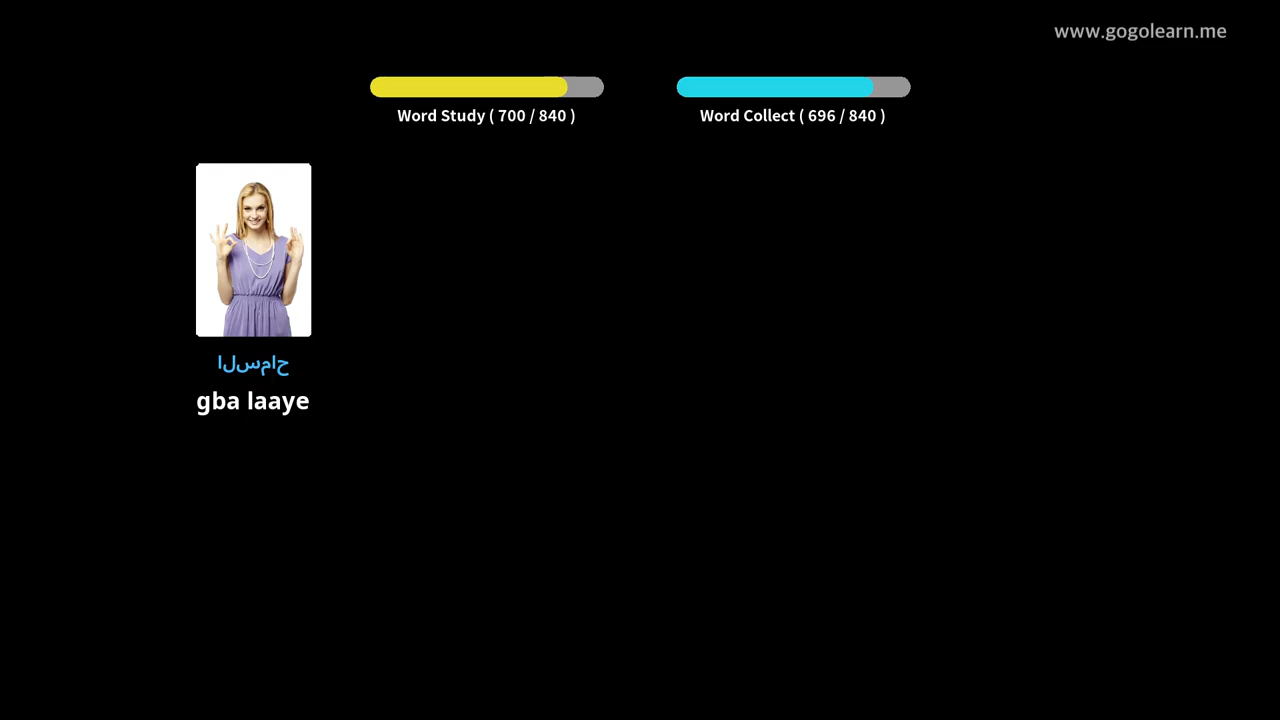 www.gogolearn.me
Word Study ( 700 / 840 )
Word Collect ( 696 / 840 )
السماح
gba laaye